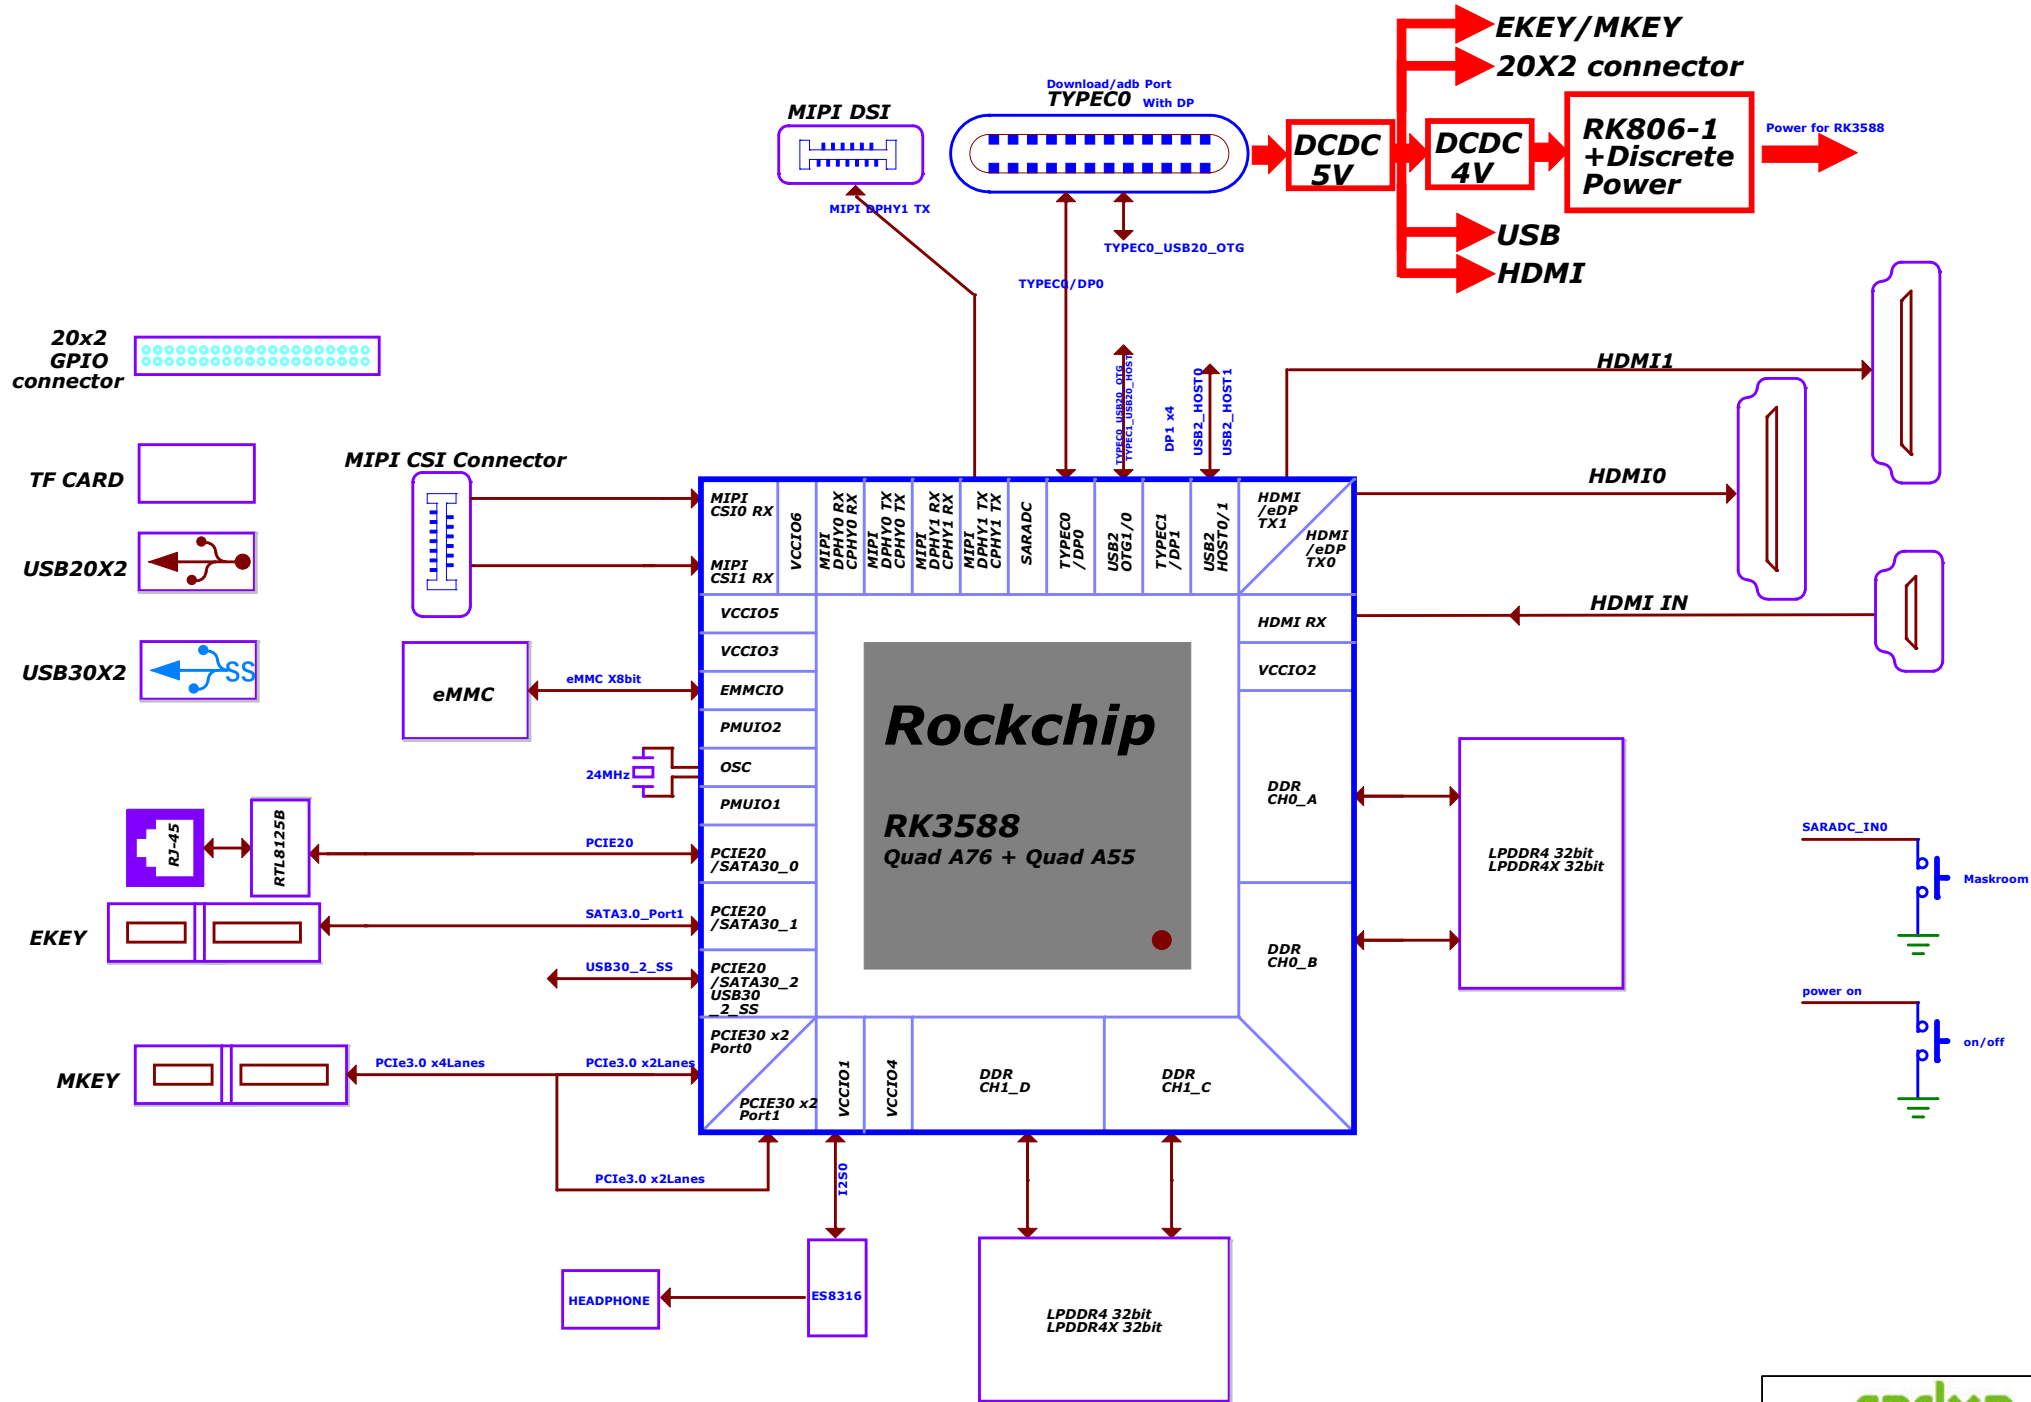 EKEY/MKEY
20X2 connector
Download/adb Port
TYPEC0 With DP
MIPI DSI
DCDC
5V
DCDC
4V
RK806-1
+Discrete
Power
Power for RK3588
MIPI DPHY1 TX
USB
TYPEC0_USB20_OTG
HDMI
TYPEC0/DP0
20x2
GPIO
connector
HDMI1
TYPEC0_USB20_OTG
TYPEC1_USB20_HOST
DP1 x4
USB2_HOST0
USB2_HOST1
MIPI CSI Connector
TF CARD
HDMI0
USB20X2
HDMI IN
USB30X2
SS
MIPI
CSI0 RX
MIPI
CSI1 RX
VCCIO6
MIPI
DPHY0 RX
CPHY0 RX
MIPI
DPHY0 TX
CPHY0 TX
MIPI
DPHY1 RX
CPHY1 RX
MIPI
DPHY1 TX
CPHY1 TX
SARADC
TYPEC0
/DP0
USB2
OTG1/0
TYPEC1
/DP1
USB2
HOST0/1
HDMI
/eDP
TX1
HDMI
/eDP
TX0
VCCIO5
HDMI RX
VCCIO3
VCCIO2
eMMC
eMMC X8bit
EMMCIO
PMUIO2
24MHz
OSC
PMUIO1
Rockchip
RK3588
Quad A76 + Quad A55
DDR
CH0_A
LPDDR4 32bit
LPDDR4X 32bit
SARADC_IN0
Maskroom
RJ-45
RTL8125B
PCIE20
PCIE20
/SATA30_0
EKEY
SATA3.0_Port1
PCIE20
/SATA30_1
DDR
CH0_B
USB30_2_SS
PCIE20
/SATA30_2
USB30
_2_SS
power on
on/off
MKEY
PCIe3.0 x4Lanes
PCIe3.0 x2Lanes
PCIE30 x2
Port0
PCIE30 x2
Port1
VCCIO1
VCCIO4
DDR
CH1_D
DDR
CH1_C
PCIe3.0 x2Lanes
I2S0
HEADPHONE
ES8316
LPDDR4 32bit
LPDDR4X 32bit